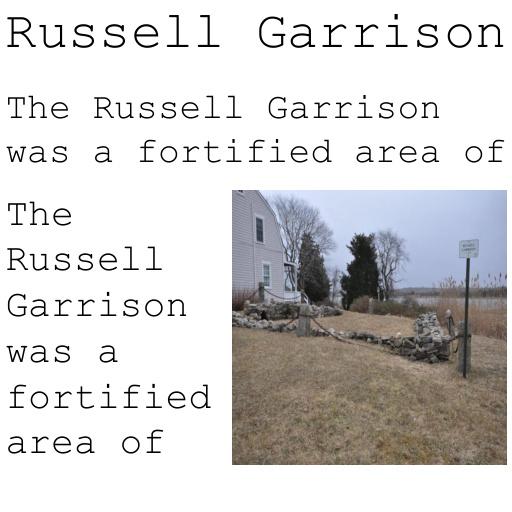 Russell Garrison
The Russell Garrison
was a fortified area of
The
Russell
Garrison
was a
fortified
area of